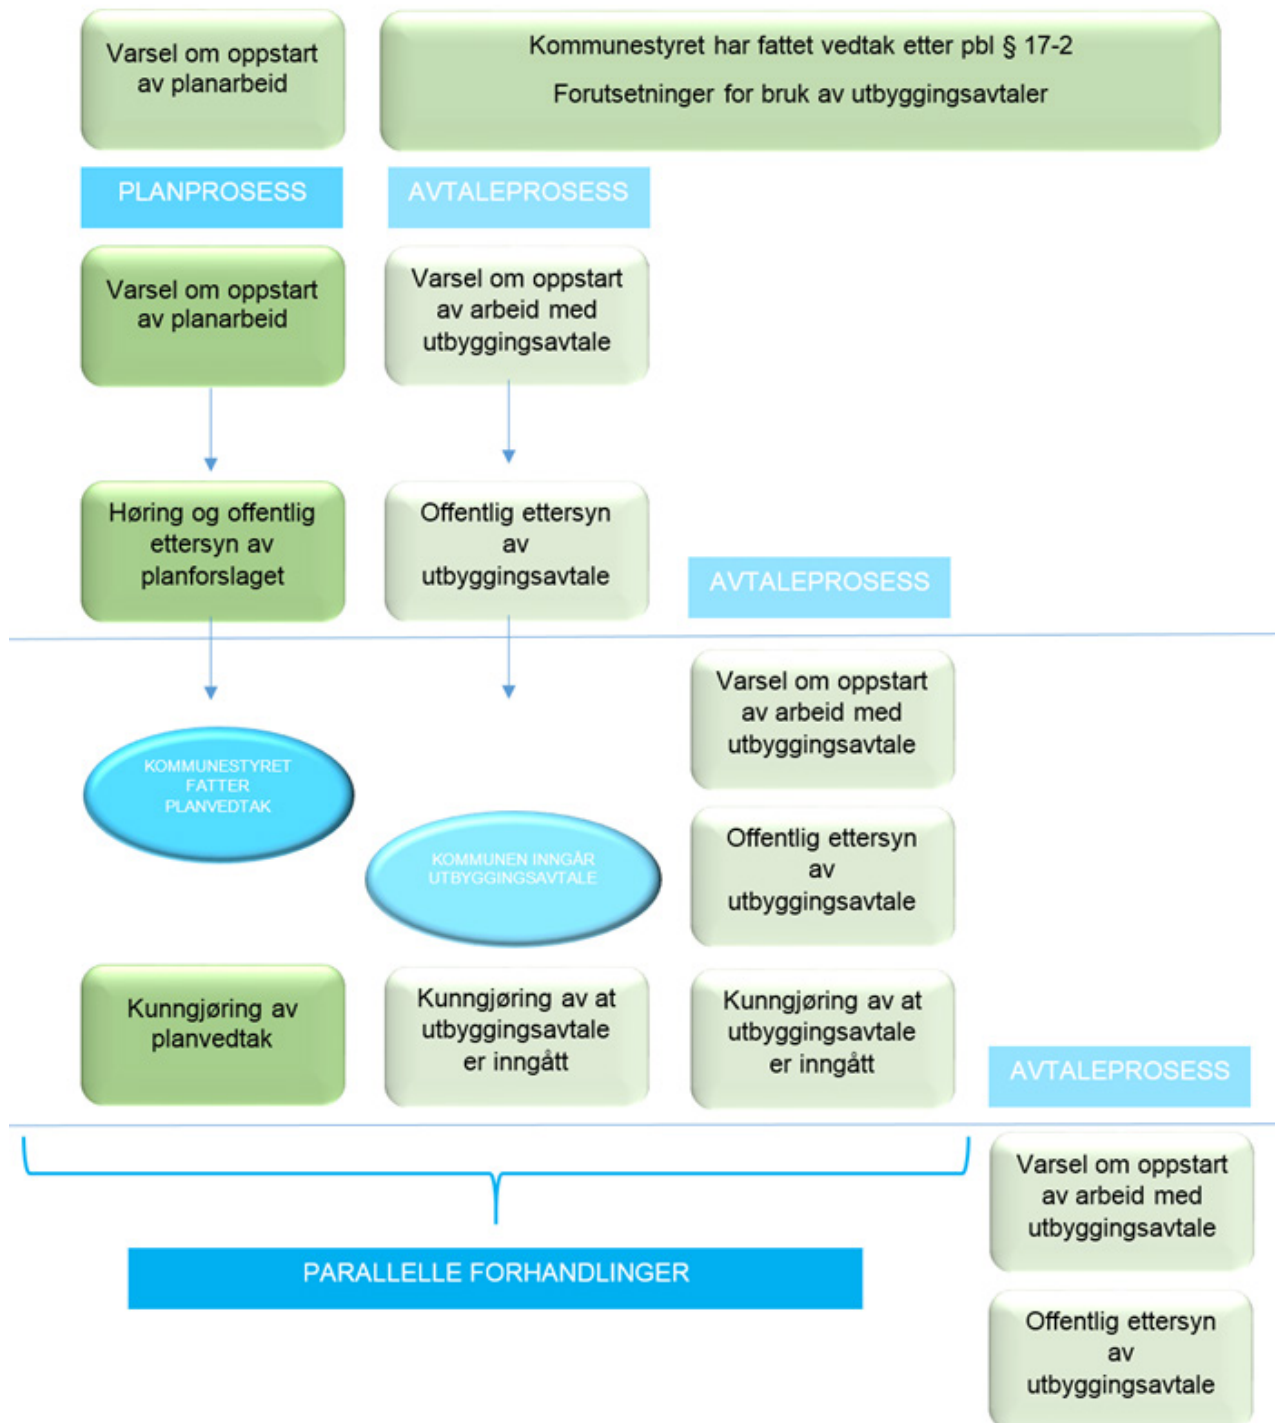 Varsel om oppstart
av planarbeid
Kommunestyret har fattet vedtak etter pbl § 17-2
Forutsetninger for bruk av utbyggingsavtaler
PLANPROSESS
AVTALEPROSESS
Varsel om oppstart
av planarbeid
Varsel om oppstart
av arbeid med
utbyggingsavtale
Høring og offentlig
ettersyn av
planforslaget
Offentlig ettersyn
av
utbyggingsavtale
AVTALEPROSESS
Varsel om oppstart
av arbeid med
utbyggingsavtale
KOMMUNESTYRET
FATTER
PLANVEDTAK
KOMMUNEN INNGÅR
UTBYGGINGSAVTALE
Offentlig ettersyn
av
utbyggingsavtale
Kunngjøring av
planvedtak
Kunngjøring av at
utbyggingsavtale
er inngått
Kunngjøring av at
utbyggingsavtale
er inngått
AVTALEPROSESS
Varsel om oppstart
av arbeid med
utbyggingsavtale
PARALLELLE FORHANDLINGER
Offentlig ettersyn
av
utbyggingsavtale